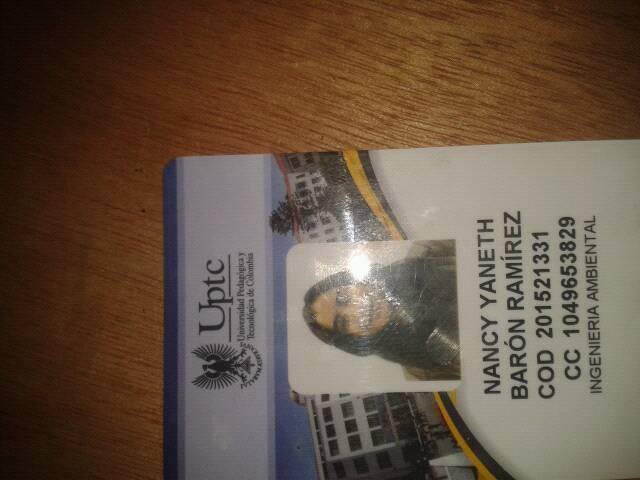 Uptc
Universidad Pedagógica y
Tecnológica de Colombia
NANCY YANETH
BARÓN RAMÍREZ
COD 201521331
CC 1049653829
INGENIERIA AMBIENTAL